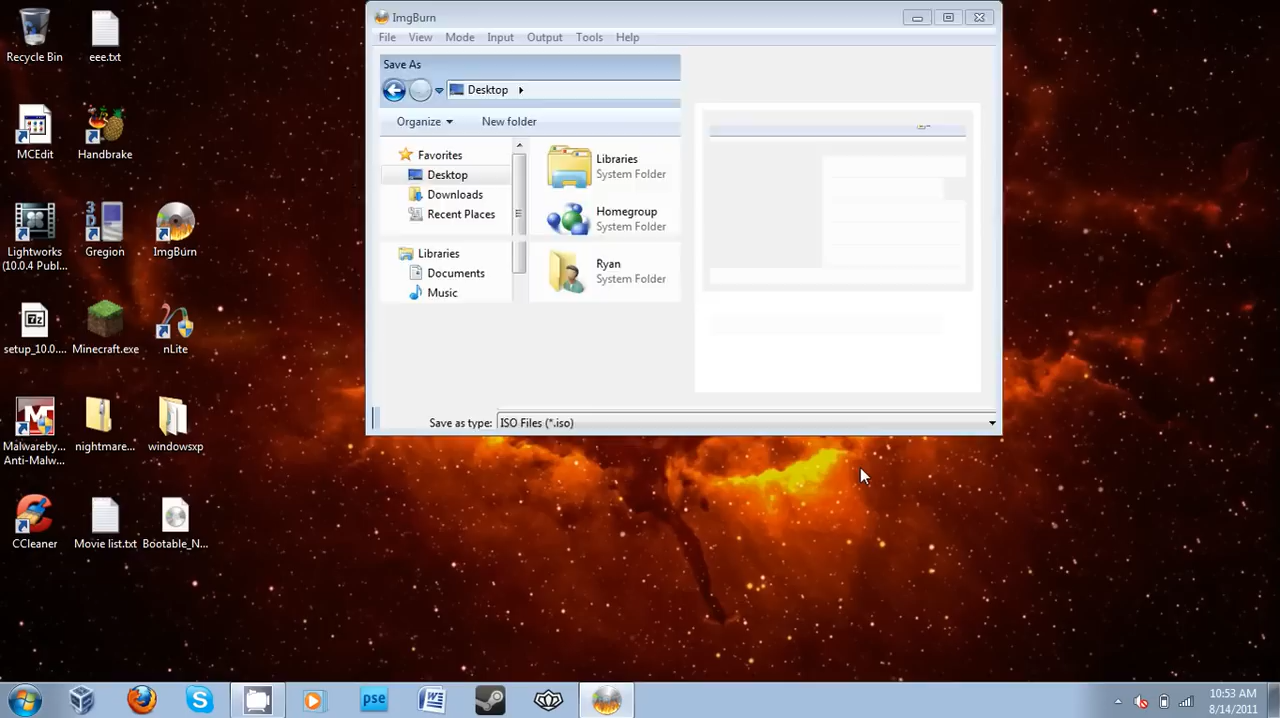 ImgBurn
File View Mode Input Output Tools Help
Save As
Desktop
Organize New folder
Favorites
Desktop
Downloads
Recent Places
Libraries
Documents
Music
Libraries
System Folder
Homegroup
System Folder
Ryan
System Folder
Save as type: ISO Files (*.iso)
Recycle Bin
eee.txt
MCEdit
Handbrake
Lightworks
(10.0.4 Publ...
Gregion
ImgBurn
setup_10.0....
Minecraft.exe
nLite
Malwareby...
Anti-Malw...
nightmare...
windowsxp
CCleaner
Movie list.txt
Bootable_N...
pse
10:53 AM
8/14/2011